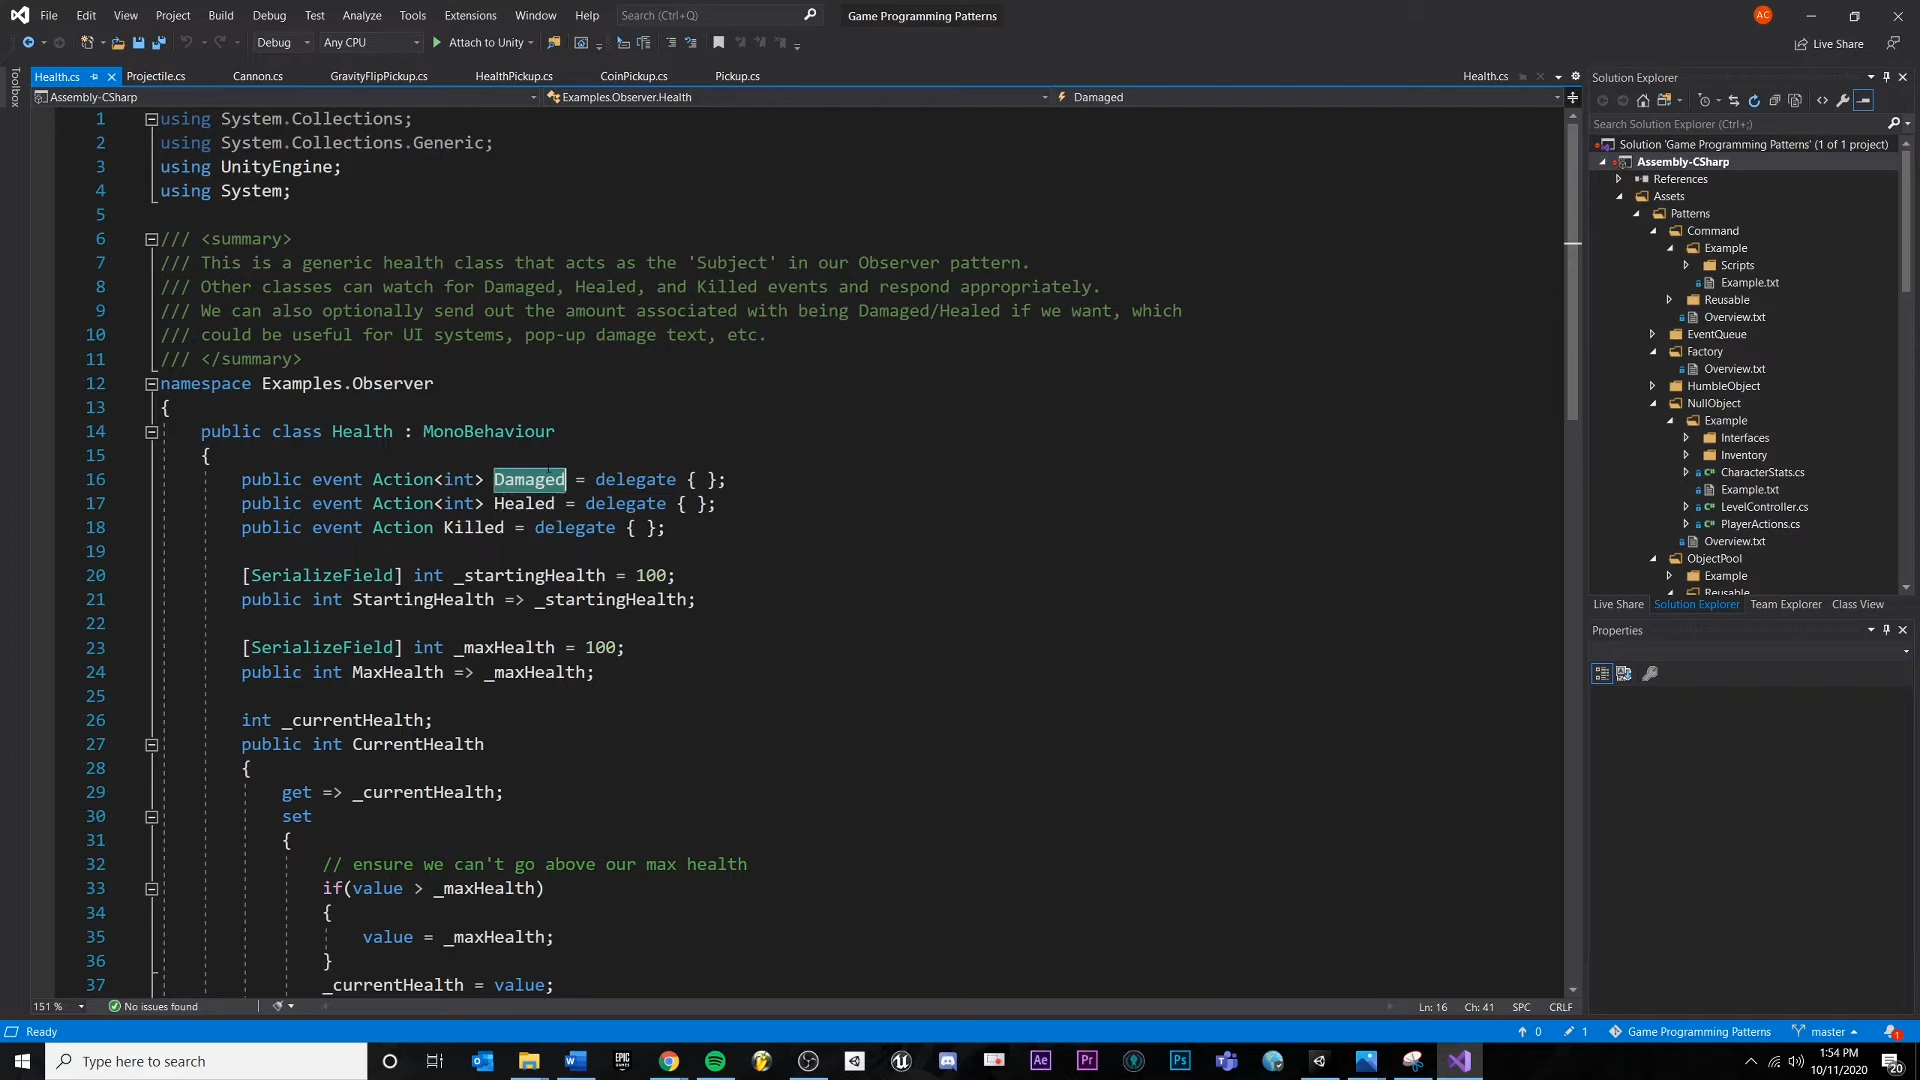 File Edit View Project Build Debug Test Analyze Tools Extensions Window Help Search (Ctrl+Q) Game Programming Patterns AC
Debug Any CPU Attach to Unity Live Share
Toolbox
Health.cs Projectile.cs Cannon.cs GravityFlipPickup.cs HealthPickup.cs CoinPickup.cs Pickup.cs Health.cs
Assembly-CSharp Examples.Observer.Health Damaged
1 using System.Collections;
2 using System.Collections.Generic;
3 using UnityEngine;
4 using System;
5
6 /// <summary>
7 /// This is a generic health class that acts as the 'Subject' in our Observer pattern.
8 /// Other classes can watch for Damaged, Healed, and Killed events and respond appropriately.
9 /// We can also optionally send out the amount associated with being Damaged/Healed if we want, which
10 /// could be useful for UI systems, pop-up damage text, etc.
11 /// </summary>
12 namespace Examples.Observer
13 {
14 public class Health : MonoBehaviour
15 {
16 public event Action<int> Damaged = delegate { };
17 public event Action<int> Healed = delegate { };
18 public event Action Killed = delegate { };
19
20 [SerializeField] int _startingHealth = 100;
21 public int StartingHealth => _startingHealth;
22
23 [SerializeField] int _maxHealth = 100;
24 public int MaxHealth => _maxHealth;
25
26 int _currentHealth;
27 public int CurrentHealth
28 {
29 get => _currentHealth;
30 set
31 {
32 // ensure we can't go above our max health
33 if(value > _maxHealth)
34 {
35 value = _maxHealth;
36 }
37 _currentHealth = value;
151 % No issues found Ln: 16 Ch: 41 SPC CRLF
Solution Explorer
Search Solution Explorer (Ctrl+;)
Solution 'Game Programming Patterns' (1 of 1 project)
Assembly-CSharp
References
Assets
Patterns
Command
Example
Scripts
Example.txt
Reusable
Overview.txt
EventQueue
Factory
Overview.txt
HumbleObject
NullObject
Example
Interfaces
Inventory
CharacterStats.cs
Example.txt
LevelController.cs
PlayerActions.cs
Overview.txt
ObjectPool
Example
Reusable
Live Share Solution Explorer Team Explorer Class View
Properties
Ready 0 1 Game Programming Patterns master 1
Type here to search EPIC GAMES Ae Pr Ps 1:54 PM
10/11/2020 20